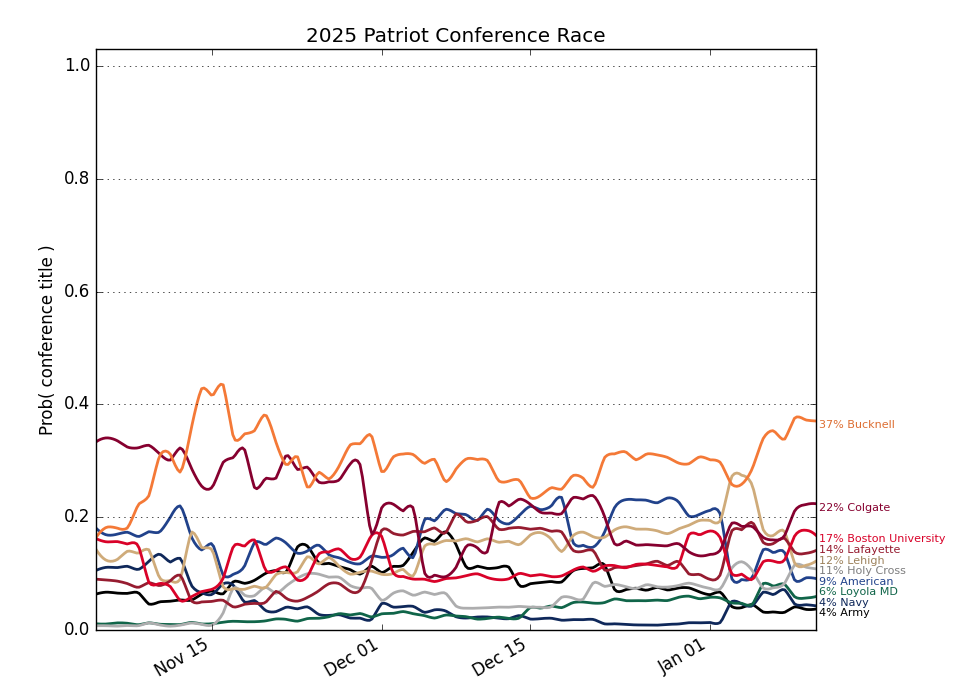 2025 Patriot Conference Race
Prob( conference title )
1.0
0.8
0.6
0.4
0.2
0.0
Nov 15
Dec 01
Dec 15
Jan 01
37% Bucknell
22% Colgate
17% Boston University
14% Lafayette
12% Lehigh
11% Holy Cross
9% American
6% Loyola MD
4% Navy
4% Army